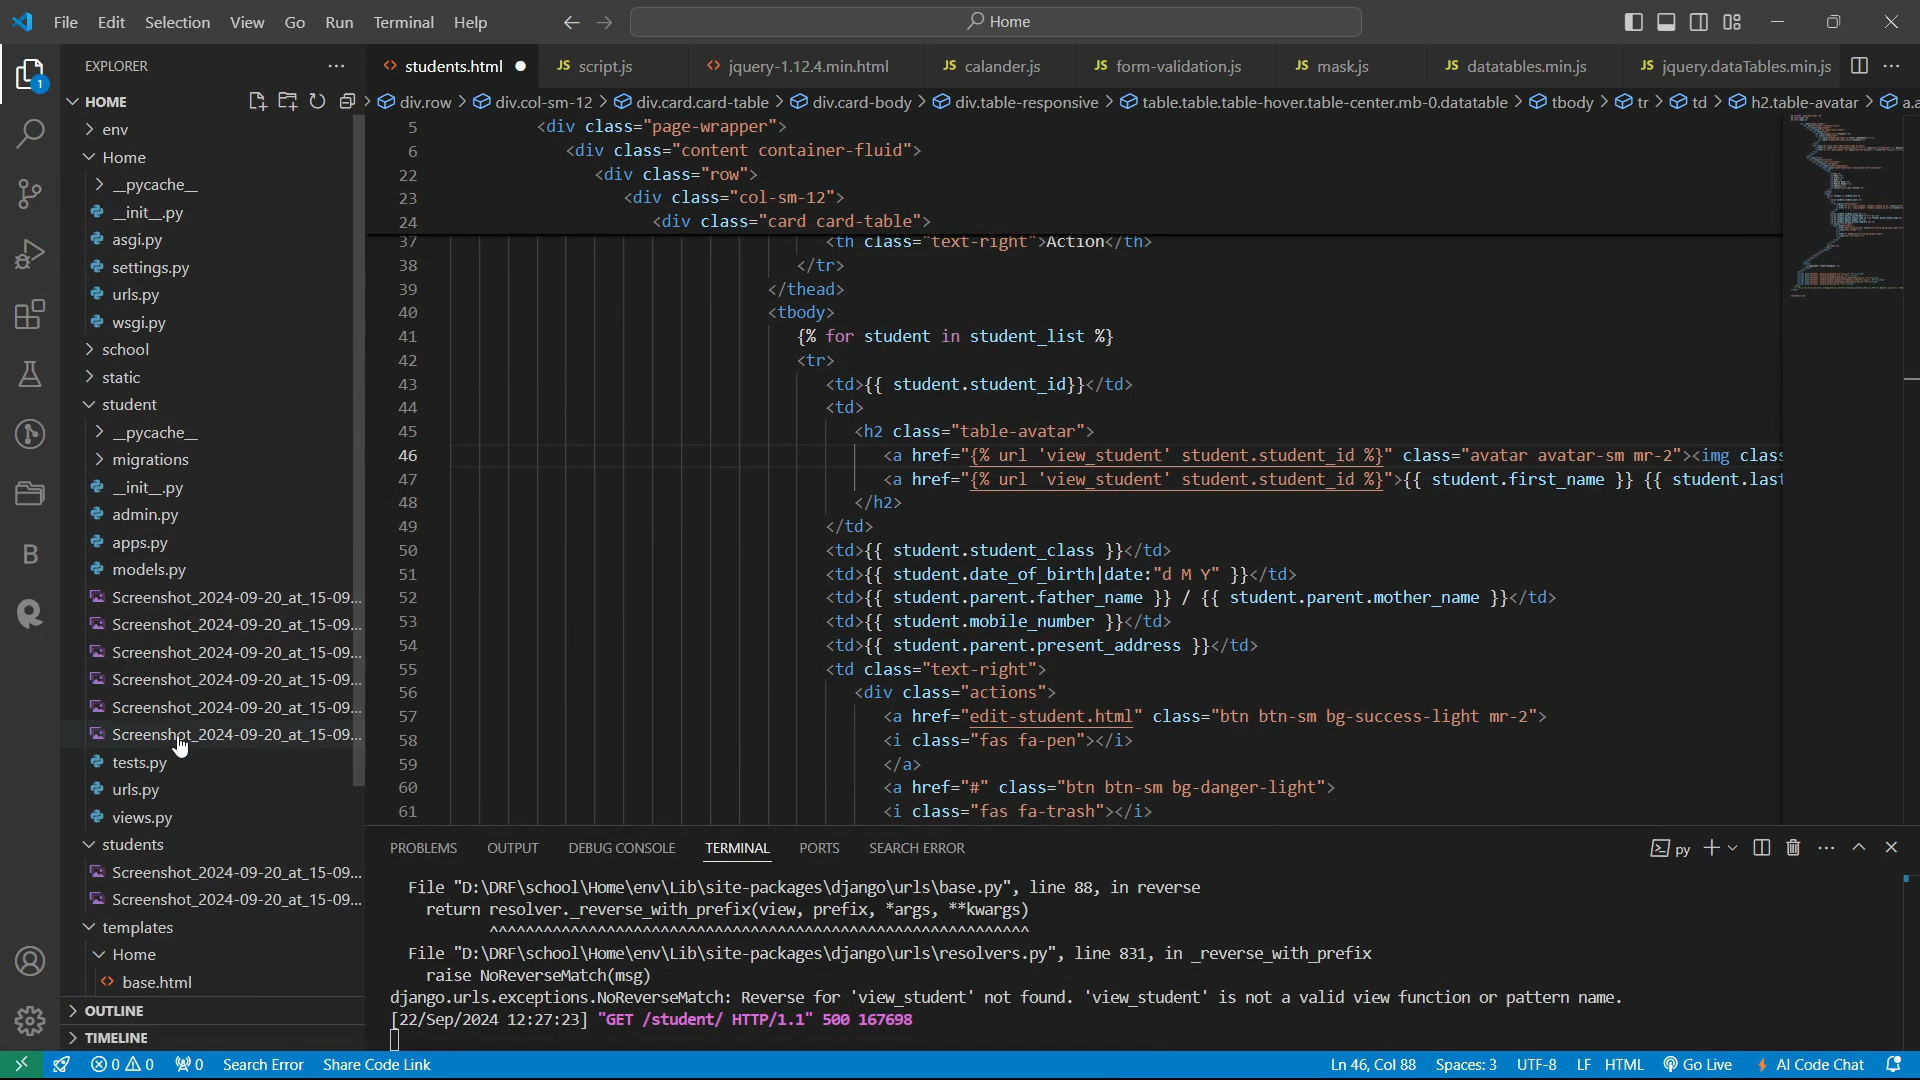 File Edit Selection View Go Run Terminal Help
Home
EXPLORER
students.html
JS script.js
jquery-1.12.4.min.html
JS calander.js
JS form-validation.js
JS mask.js
JS datatables.min.js
JS jquery.dataTables.min.js
HOME
div.row > div.col-sm-12 > div.card.card-table > div.card-body > div.table-responsive > table.table.table-hover.table-center.mb-0.datatable > tbody > tr > td > h2.table-avatar > a.a
env
Home
__pycache__
__init__.py
asgi.py
settings.py
urls.py
wsgi.py
school
static
student
__pycache__
migrations
__init__.py
admin.py
apps.py
models.py
Screenshot_2024-09-20_at_15-09...
Screenshot_2024-09-20_at_15-09...
Screenshot_2024-09-20_at_15-09...
Screenshot_2024-09-20_at_15-09...
Screenshot_2024-09-20_at_15-09...
Screenshot_2024-09-20_at_15-09...
tests.py
urls.py
views.py
students
Screenshot_2024-09-20_at_15-09...
Screenshot_2024-09-20_at_15-09...
templates
Home
base.html
OUTLINE
TIMELINE
5 <div class="page-wrapper">
6 <div class="content container-fluid">
22 <div class="row">
23 <div class="col-sm-12">
24 <div class="card card-table">
37 <th class="text-right">Action</th>
38 </tr>
39 </thead>
40 <tbody>
41 {% for student in student_list %}
42 <tr>
43 <td>{{ student.student_id}}</td>
44 <td>
45 <h2 class="table-avatar">
46 <a href="{% url 'view_student' student.student_id %}" class="avatar avatar-sm mr-2"><img clas
47 <a href="{% url 'view_student' student.student_id %}">{{ student.first_name }} {{ student.last
48 </h2>
49 </td>
50 <td>{{ student.student_class }}</td>
51 <td>{{ student.date_of_birth|date:"d M Y" }}</td>
52 <td>{{ student.parent.father_name }} / {{ student.parent.mother_name }}</td>
53 <td>{{ student.mobile_number }}</td>
54 <td>{{ student.parent.present_address }}</td>
55 <td class="text-right">
56 <div class="actions">
57 <a href="edit-student.html" class="btn btn-sm bg-success-light mr-2">
58 <i class="fas fa-pen"></i>
59 </a>
60 <a href="#" class="btn btn-sm bg-danger-light">
61 <i class="fas fa-trash"></i>
PROBLEMS OUTPUT DEBUG CONSOLE TERMINAL PORTS SEARCH ERROR
py
File "D:\DRF\school\Home\env\Lib\site-packages\django\urls\base.py", line 88, in reverse
return resolver._reverse_with_prefix(view, prefix, *args, **kwargs)
^^^^^^^^^^^^^^^^^^^^^^^^^^^^^^^^^^^^^^^^^^^^^^^^^^^^^^^^^^^^
File "D:\DRF\school\Home\env\Lib\site-packages\django\urls\resolvers.py", line 831, in _reverse_with_prefix
raise NoReverseMatch(msg)
django.urls.exceptions.NoReverseMatch: Reverse for 'view_student' not found. 'view_student' is not a valid view function or pattern name.
[22/Sep/2024 12:27:23] "GET /student/ HTTP/1.1" 500 167698
0 0 0 Search Error Share Code Link
Ln 46, Col 88 Spaces: 3 UTF-8 LF HTML Go Live AI Code Chat